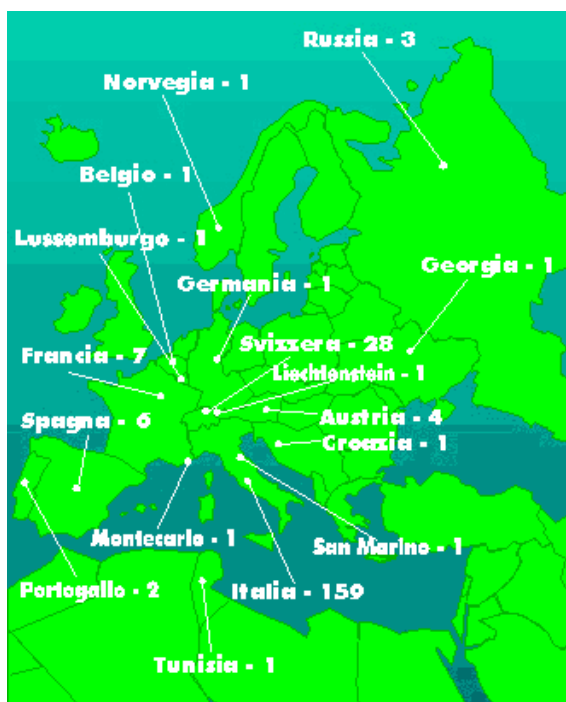 Russia - 3
Norvegia - 1
Belgio - 1
Lussemburgo - 1
Georgia - 1
Germania - 1
Svizzera - 28
Francia - 7
Liechtenstein - 1
Spagna - 6
Austria - 4
Croazia - 1
Montecarlo - 1
San Marino - 1
Portogallo - 2
Italia - 159
Tunisia - 1